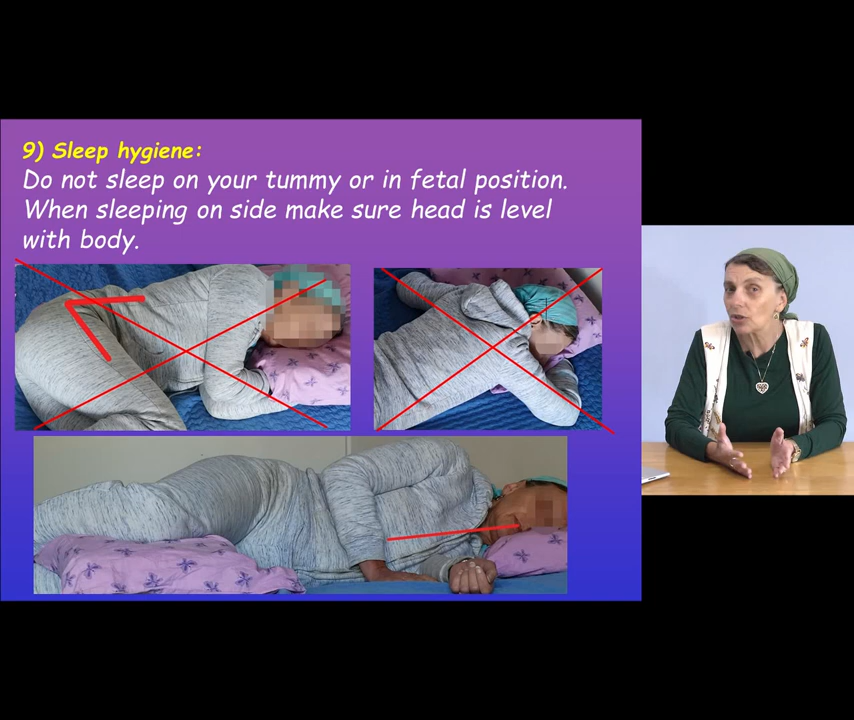 9) Sleep hygiene:
Do not sleep on your tummy or in fetal position.
When sleeping on side make sure head is level
with body.